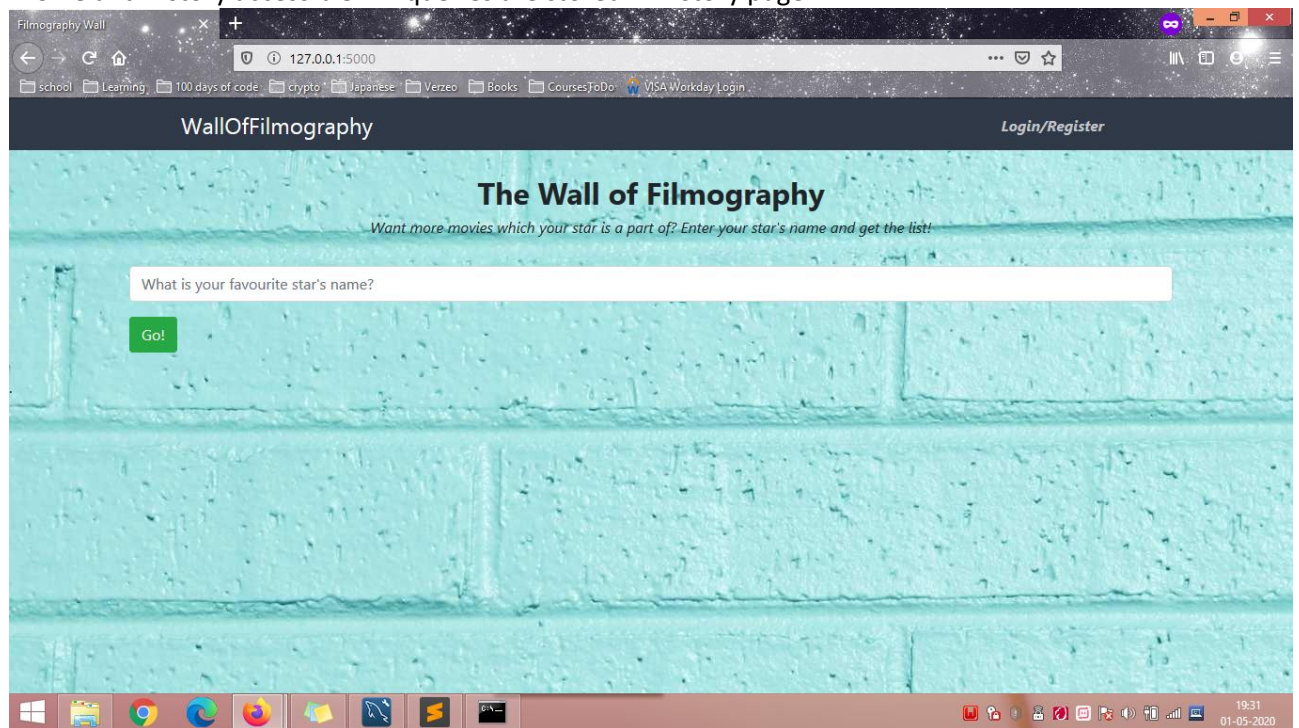 Filmography Wall
127.0.0.1:5000
school Learning 100 days of code crypto Japanese Verzeo Books CoursesToDo VISA Workday Login
WallOfFilmography Login/Register
The Wall of Filmography
Want more movies which your star is a part of? Enter your star's name and get the list!
What is your favourite star's name?
Go!
19:31
01-05-2020